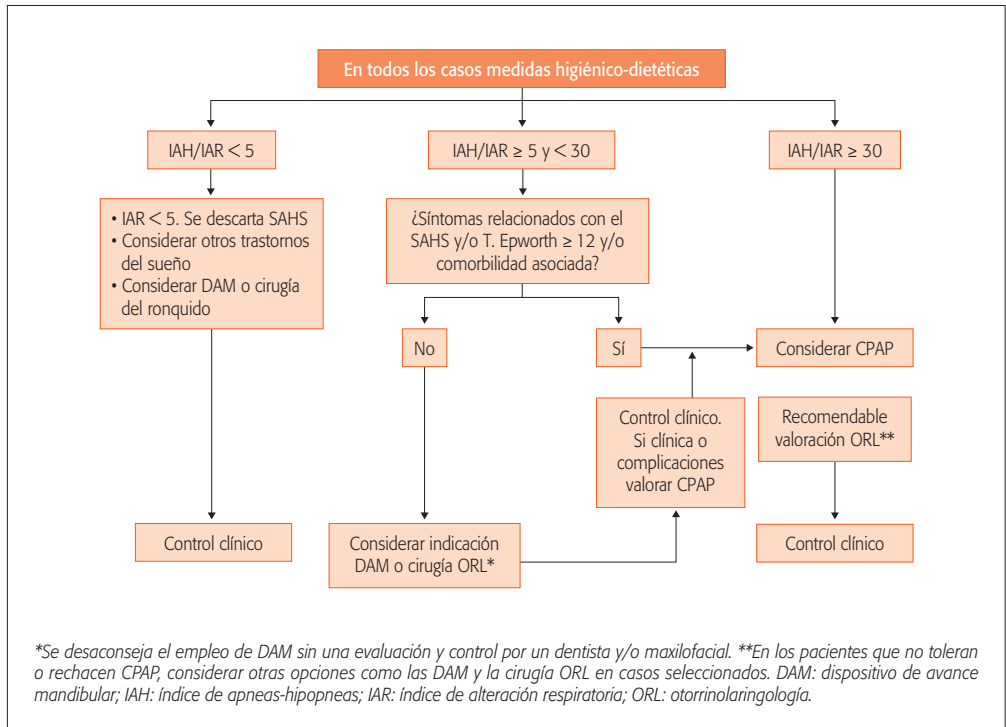 En todos los casos medidas higiénico-dietéticas
IAH/IAR < 5
IAH/IAR ≥ 5 y < 30
IAH/IAR ≥ 30
• IAR < 5. Se descarta SAHS
• Considerar otros trastornos
del sueño
• Considerar DAM o cirugía
del ronquido
¿Síntomas relacionados con el
SAHS y/o T. Epworth ≥ 12 y/o
comorbilidad asociada?
No
Sí
Considerar CPAP
Control clínico.
Si clínica o
complicaciones
valorar CPAP
Recomendable
valoración ORL**
Control clínico
Considerar indicación
DAM o cirugía ORL*
Control clínico
*Se desaconseja el empleo de DAM sin una evaluación y control por un dentista y/o maxilofacial. **En los pacientes que no toleran
o rechacen CPAP, considerar otras opciones como las DAM y la cirugía ORL en casos seleccionados. DAM: dispositivo de avance
mandibular; IAH: índice de apneas-hipopneas; IAR: índice de alteración respiratoria; ORL: otorrinolaringología.